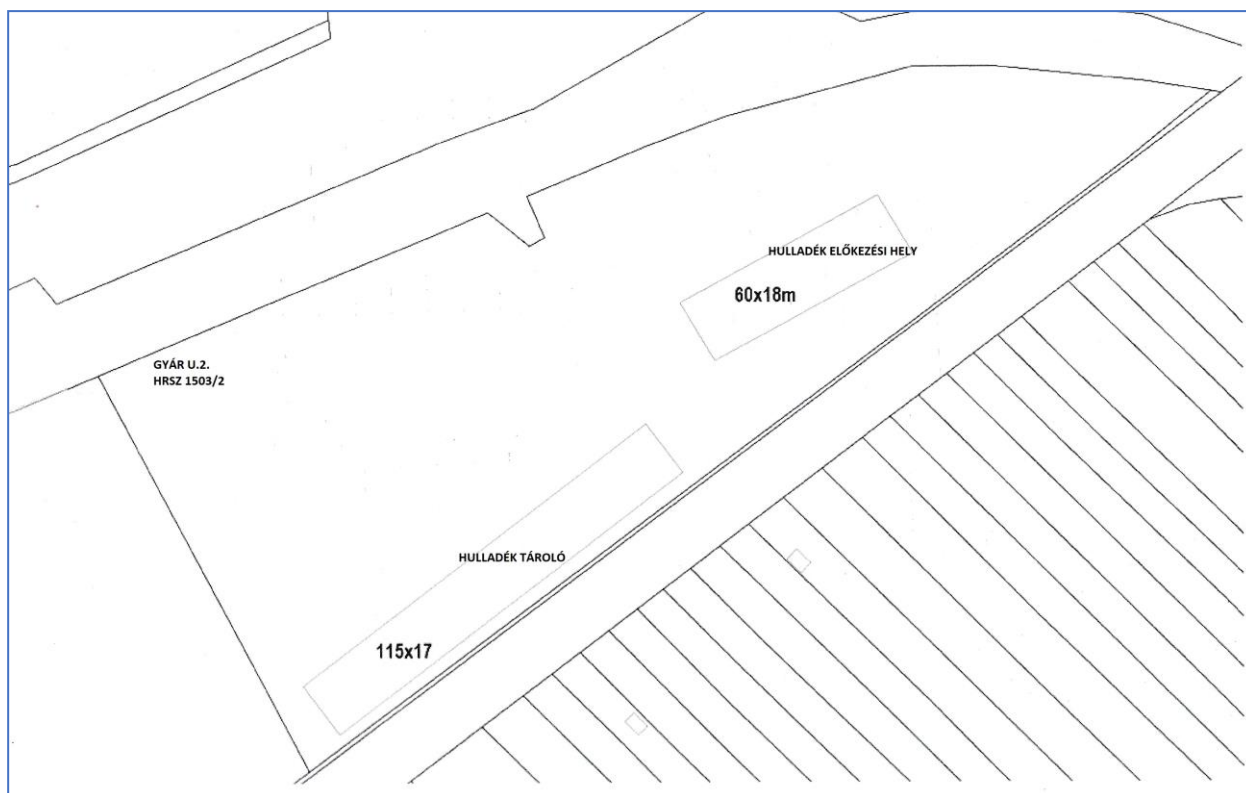 HULLADÉK ELŐKEZÉSI HELY
60x18m
GYÁR U.2.
HRSZ 1503/2
HULLADÉK TÁROLÓ
115x17